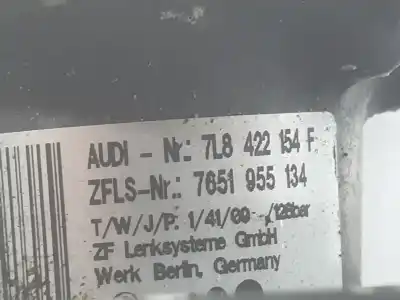 AUDI - Nr.: 7L8 422 154 F
ZFLS-Nr.: 7651 955 134
T/W/J/P: 1/41/00 - /126bar
ZF Lenksysteme GmbH
Werk Berlin, Germany